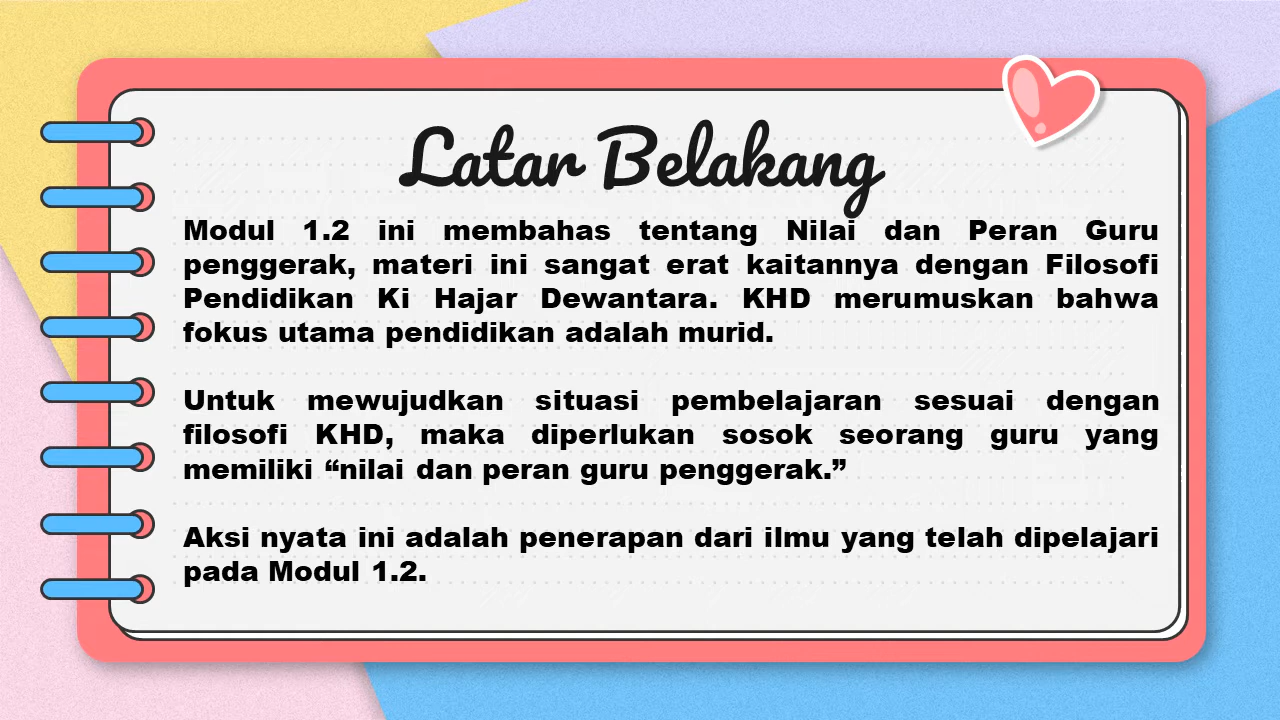 Latar Belakang
Modul 1.2 ini membahas tentang Nilai dan Peran Guru
penggerak, materi ini sangat erat kaitannya dengan Filosofi
Pendidikan Ki Hajar Dewantara. KHD merumuskan bahwa
fokus utama pendidikan adalah murid.
Untuk mewujudkan situasi pembelajaran sesuai dengan
filosofi KHD, maka diperlukan sosok seorang guru yang
memiliki “nilai dan peran guru penggerak.”
Aksi nyata ini adalah penerapan dari ilmu yang telah dipelajari
pada Modul 1.2.